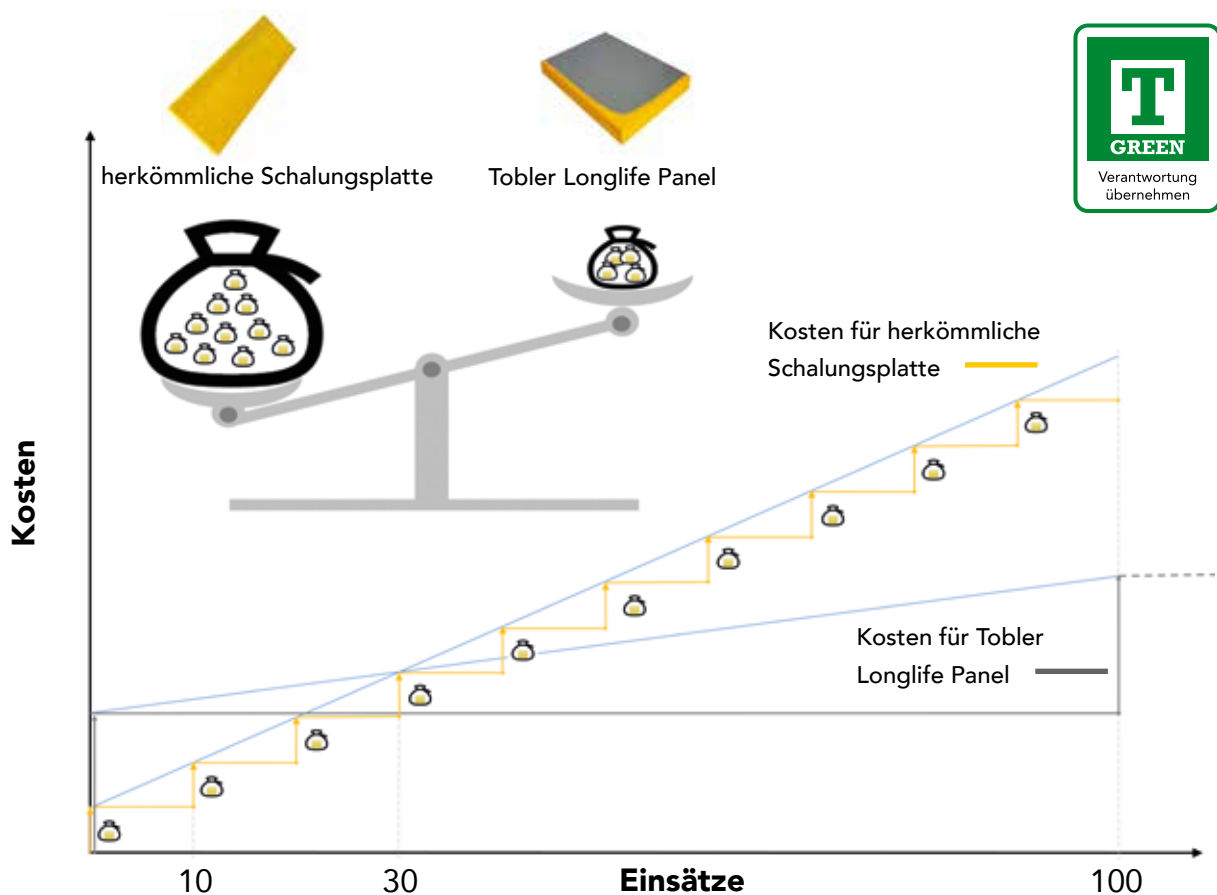 herkömmliche Schalungsplatte
Tobler Longlife Panel
T
GREEN
Verantwortung
übernehmen
Kosten für herkömmliche
Schalungsplatte
Kosten
Kosten für Tobler
Longlife Panel
10
30
Einsätze
100